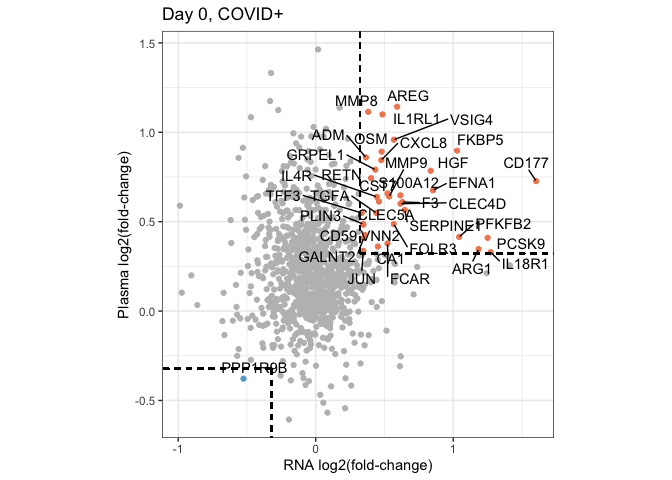 Day 0, COVID+
1.5
1.0
0.5
0.0
-0.5
Plasma log2(fold-change)
MMP8
AREG
IL1RL1
VSIG4
ADM
OSM
CXCL8
FKBP5
GRPEL1
MMP9
HGF
CD177
IL4R
RETN
CST7
S100A12
EFNA1
TFF3
TGFA
F3
CLEC4D
PLIN3
CLEC5A
SERPINE1
PFKFB2
CD59
VNN2
FOLR3
PCSK9
GALNT2
CA1
ARG1
IL18R1
JUN
FCAR
PPP1R9B
-1
0
1
RNA log2(fold-change)